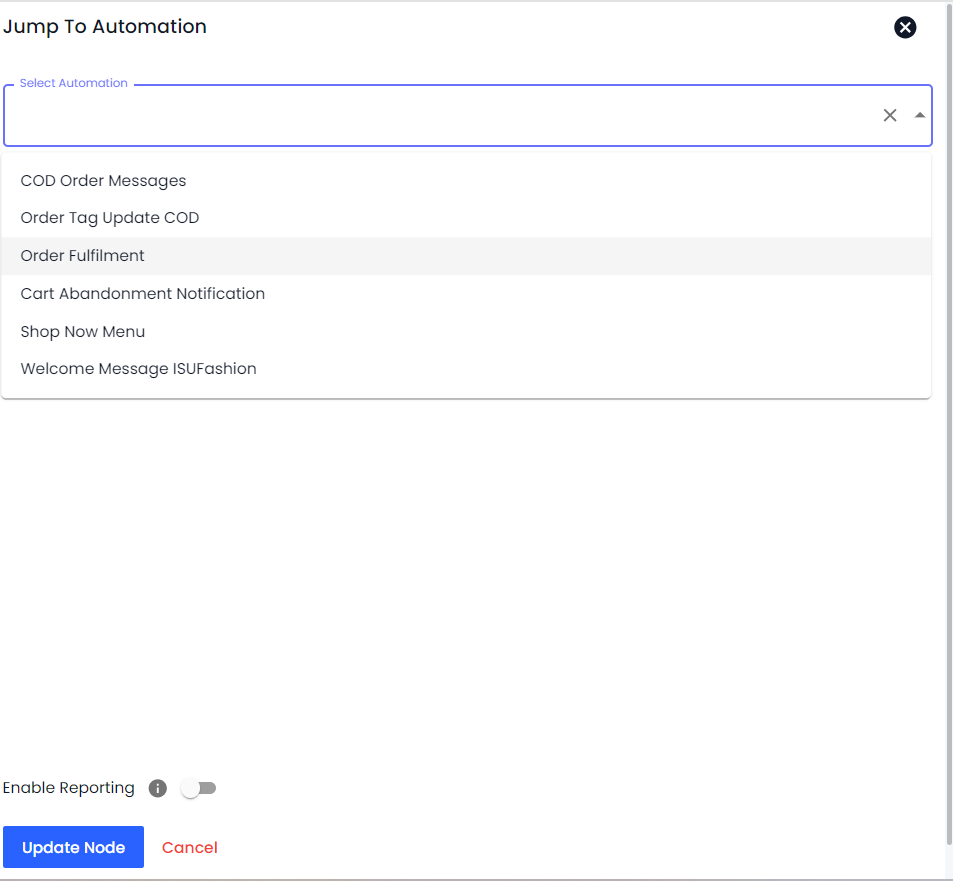 Jump To Automation
Select Automation
COD Order Messages
Order Tag Update COD
Order Fulfilment
Cart Abandonment Notification
Shop Now Menu
Welcome Message ISUFashion
Enable Reporting
Update Node Cancel